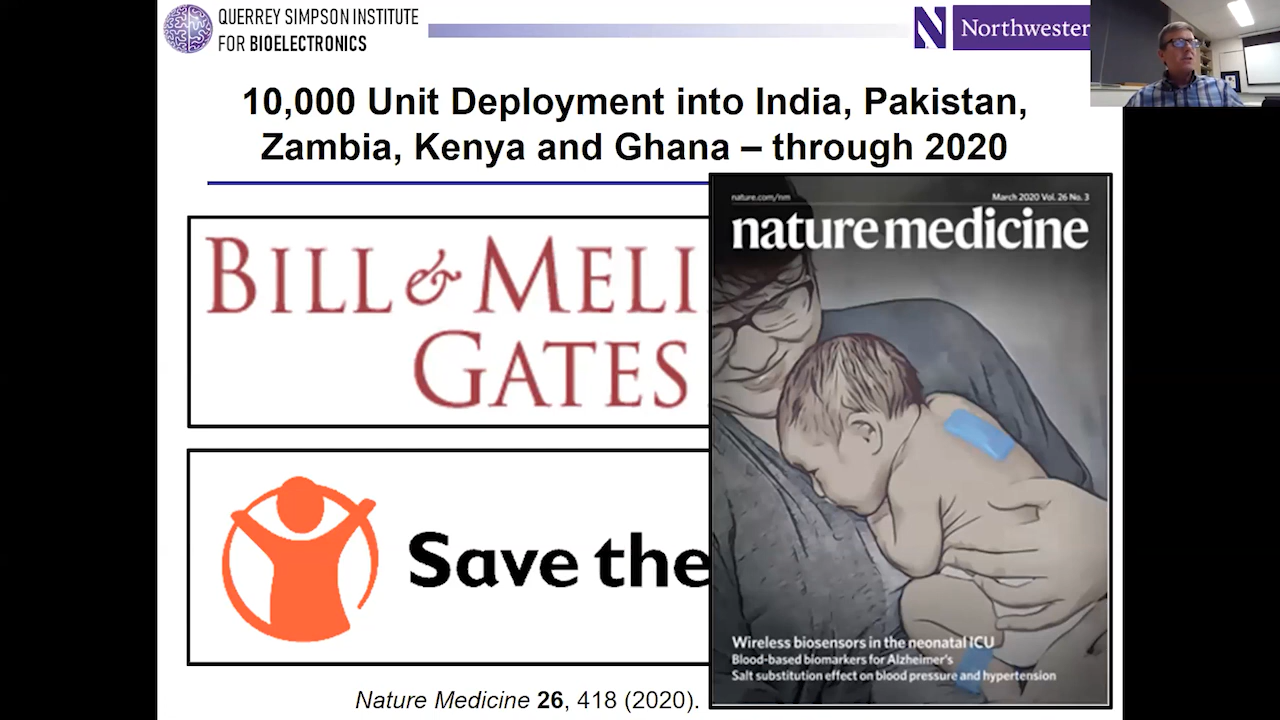 QUERREY SIMPSON INSTITUTE
FOR BIOELECTRONICS
N Northwester
10,000 Unit Deployment into India, Pakistan,
Zambia, Kenya and Ghana – through 2020
BILL & MELI
GATES
Save the
nature.com/nm March 2020 Vol. 26 No. 3
nature medicine
Wireless biosensors in the neonatal ICU
Blood-based biomarkers for Alzheimer's
Salt substitution effect on blood pressure and hypertension
Nature Medicine 26, 418 (2020).